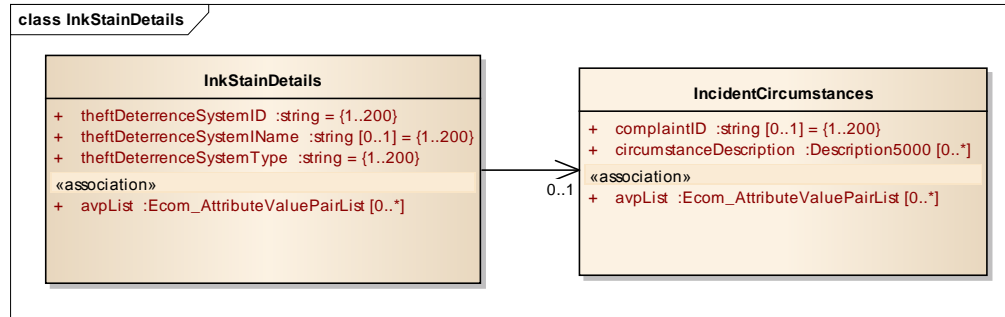 class InkStainDetails
InkStainDetails
+ theftDeterrenceSystemID :string = {1..200}
+ theftDeterrenceSystemIName :string [0..1] = {1..200}
+ theftDeterrenceSystemType :string = {1..200}
«association»
+ avpList :Ecom_AttributeValuePairList [0..*]
0..1
IncidentCircumstances
+ complaintID :string [0..1] = {1..200}
+ circumstanceDescription :Description5000 [0..*]
«association»
+ avpList :Ecom_AttributeValuePairList [0..*]